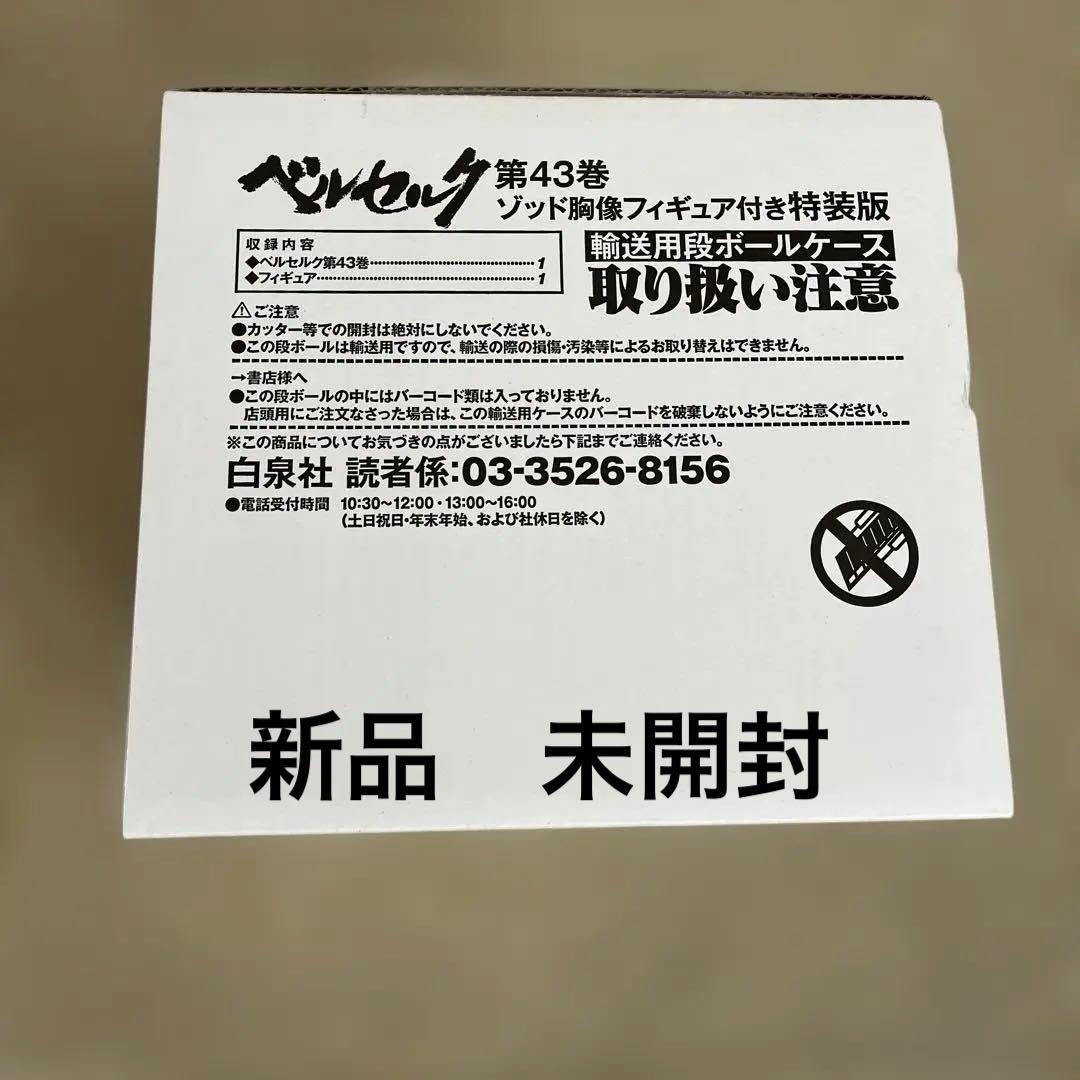 ベルセルク 第43巻
ゾッド胸像フィギュア付き特装版
収録内容
◆ベルセルク第43巻……………………………1
◆フィギュア……………………………………1
輸送用段ボールケース
取り扱い注意
⚠ご注意
●カッター等での開封は絶対にしないでください。
●この段ボールは輸送用ですので、輸送の際の損傷・汚染等によるお取り替えはできません。
→書店様へ
●この段ボールの中にはバーコード類は入っておりません。
店頭用にご注文なさった場合は、この輸送用ケースのバーコードを破棄しないようにご注意ください。
※この商品についてお気づきの点がございましたら下記までご連絡ください。
白泉社 読者係:03-3526-8156
●電話受付時間 10:30〜12:00・13:00〜16:00
(土日祝日・年末年始、および社休日を除く)
新品 未開封